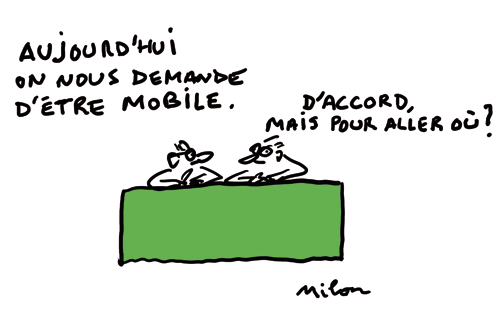 AUJOURD'HUI
ON NOUS DEMANDE
D'ÊTRE MOBILE.
D'ACCORD,
MAIS POUR ALLER OÙ?
Milon